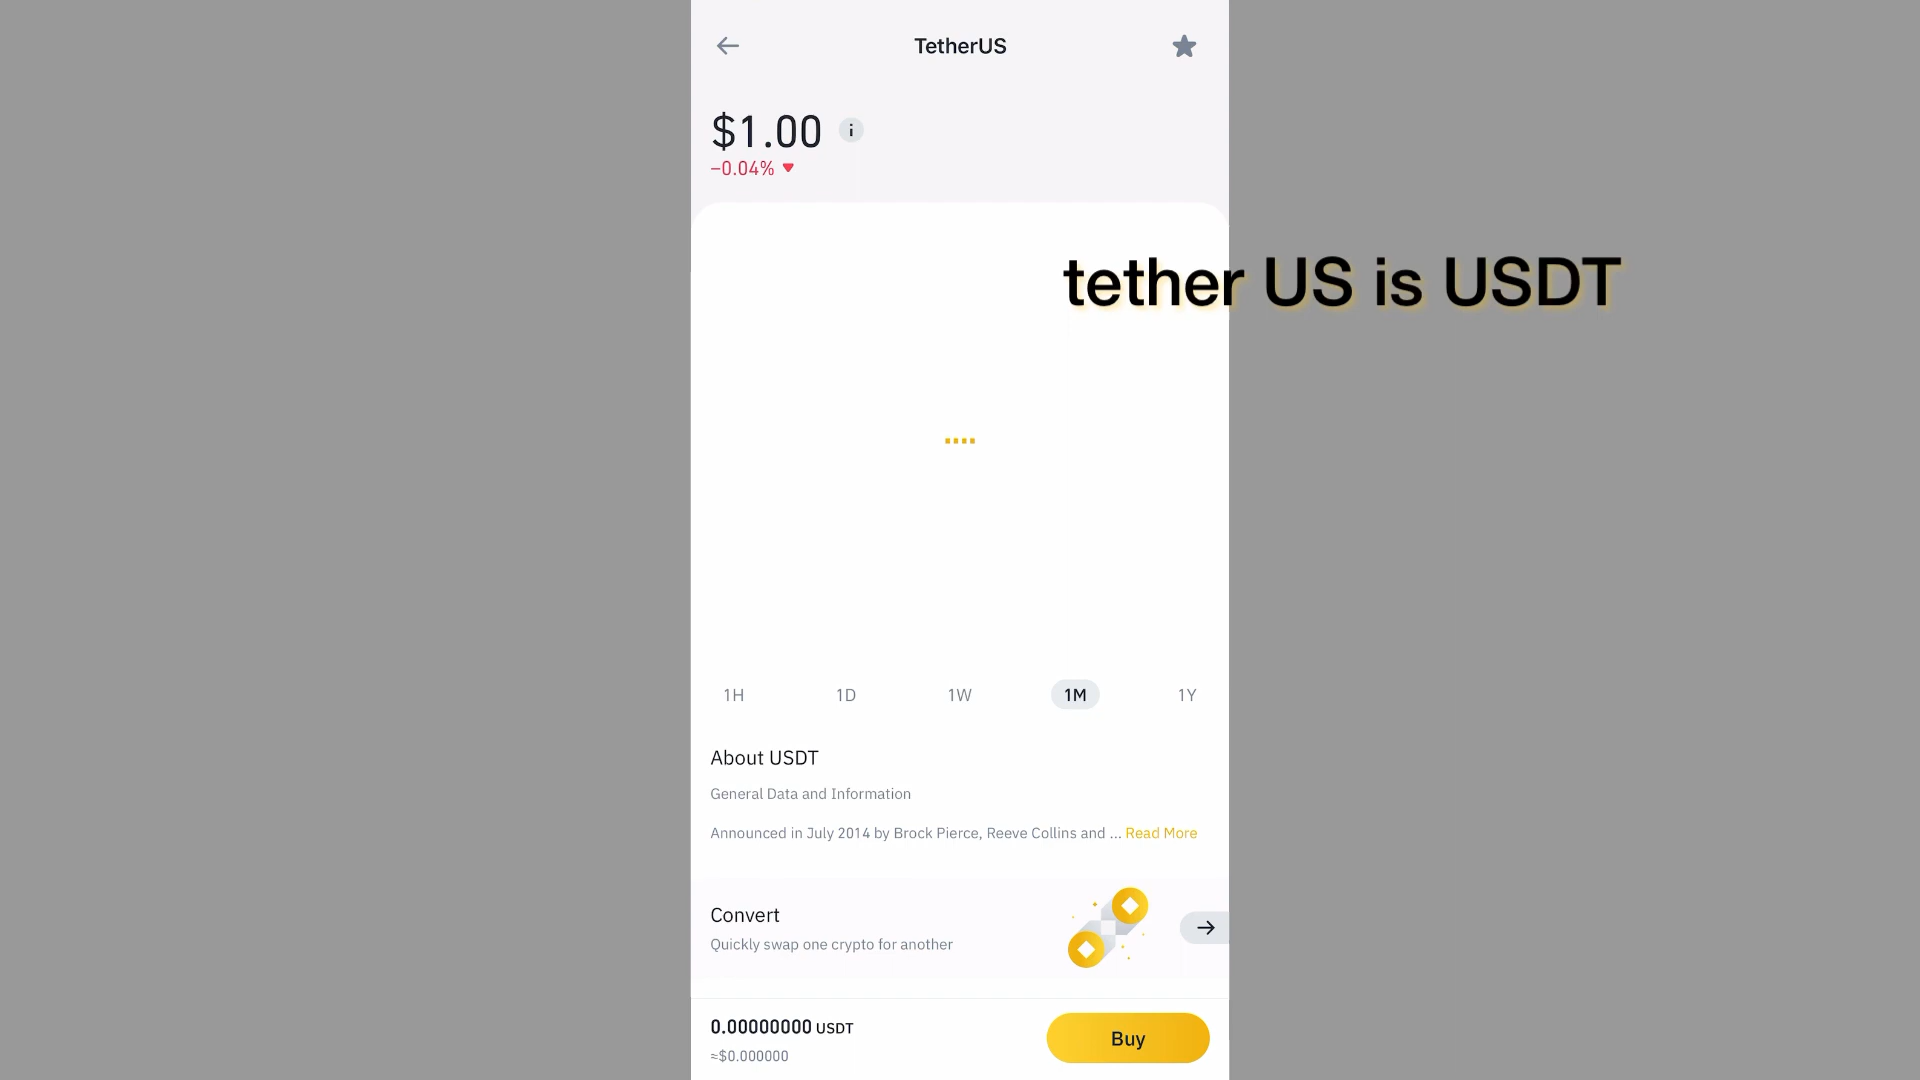 TetherUS
$1.00 i
-0.04%
tether US is USDT
1H 1D 1W 1M 1Y
About USDT
General Data and Information
Announced in July 2014 by Brock Pierce, Reeve Collins and ... Read More
Convert
Quickly swap one crypto for another
0.00000000 USDT
≈$0.000000
Buy